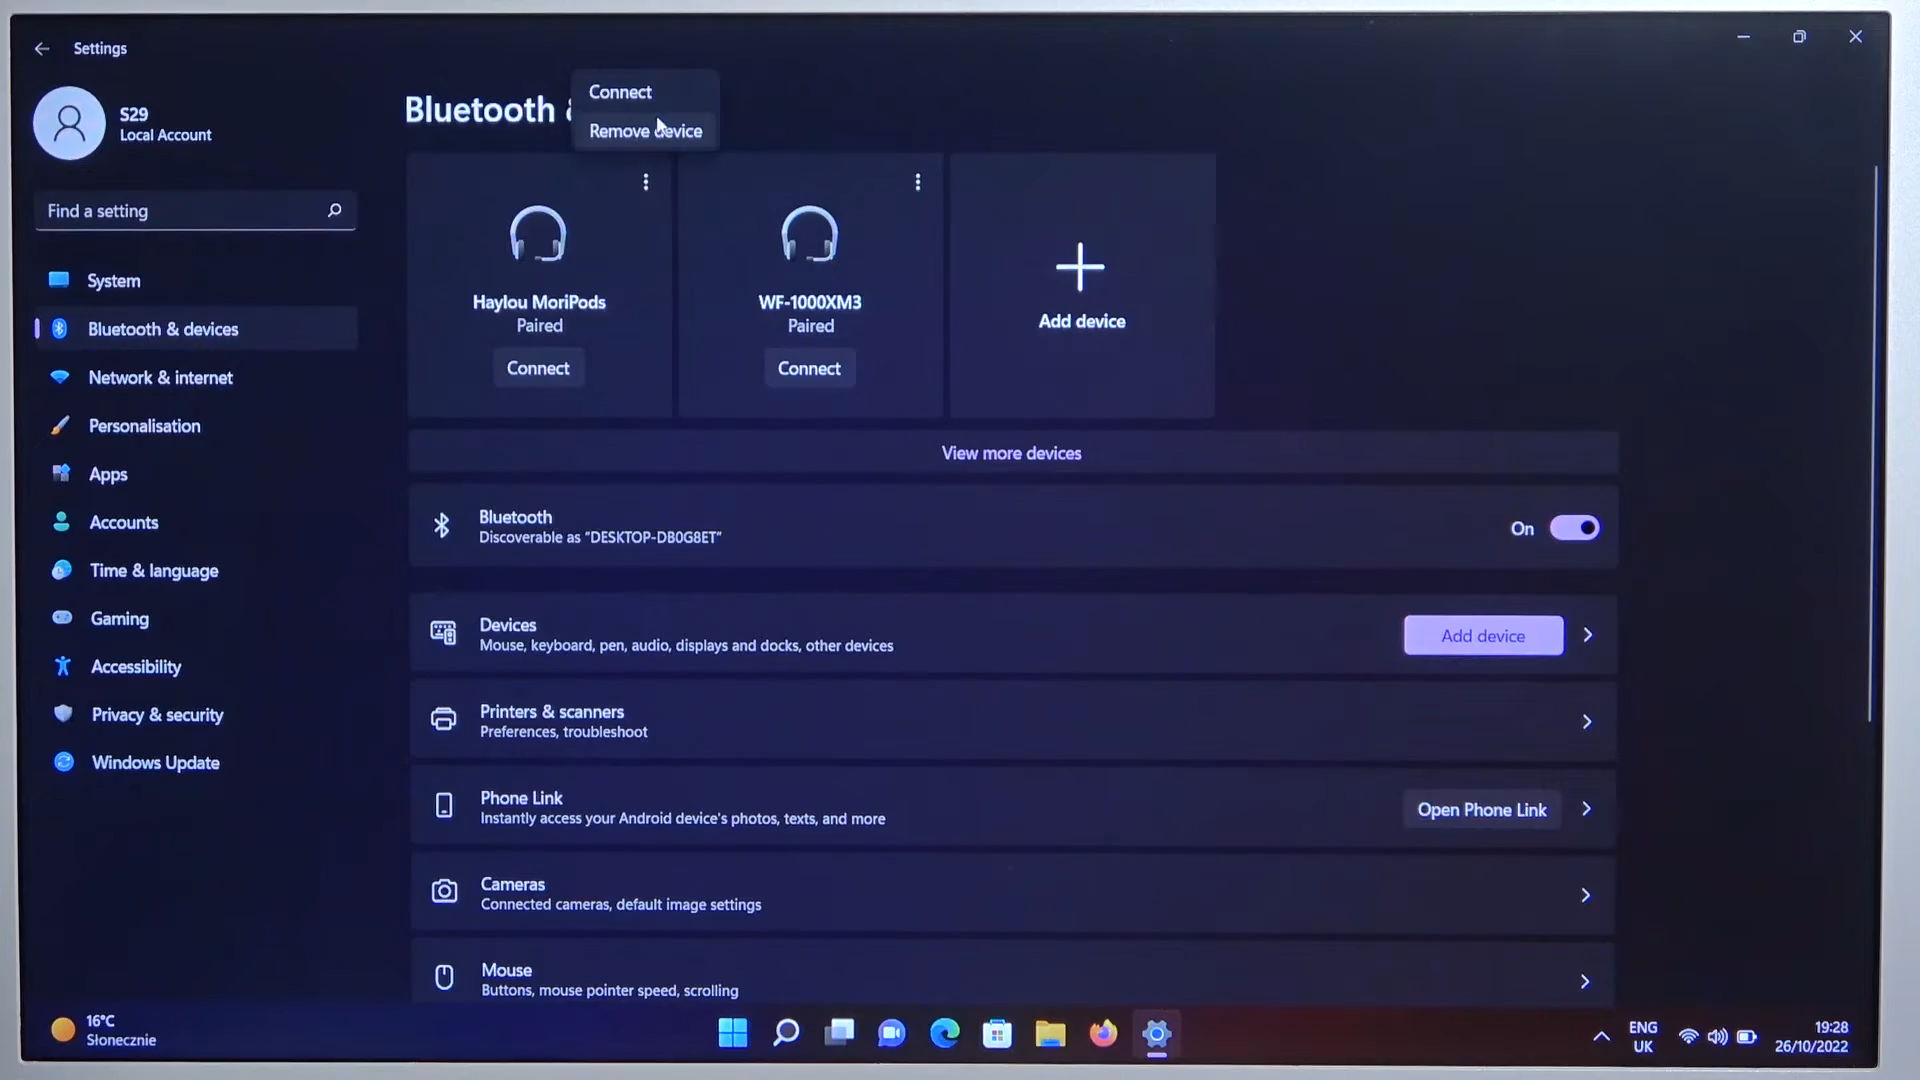 Settings
S29
Local Account
Find a setting
System
Bluetooth & devices
Network & internet
Personalisation
Apps
Accounts
Time & language
Gaming
Accessibility
Privacy & security
Windows Update
Bluetooth
Connect
Remove device
Haylou MoriPods
Paired
Connect
WF-1000XM3
Paired
Connect
Add device
View more devices
Bluetooth
Discoverable as "DESKTOP-DB0G8ET"
On
Devices
Mouse, keyboard, pen, audio, displays and docks, other devices
Add device
Printers & scanners
Preferences, troubleshoot
Phone Link
Instantly access your Android device's photos, texts, and more
Open Phone Link
Cameras
Connected cameras, default image settings
Mouse
Buttons, mouse pointer speed, scrolling
16°C
Słonecznie
ENG
UK
19:28
26/10/2022